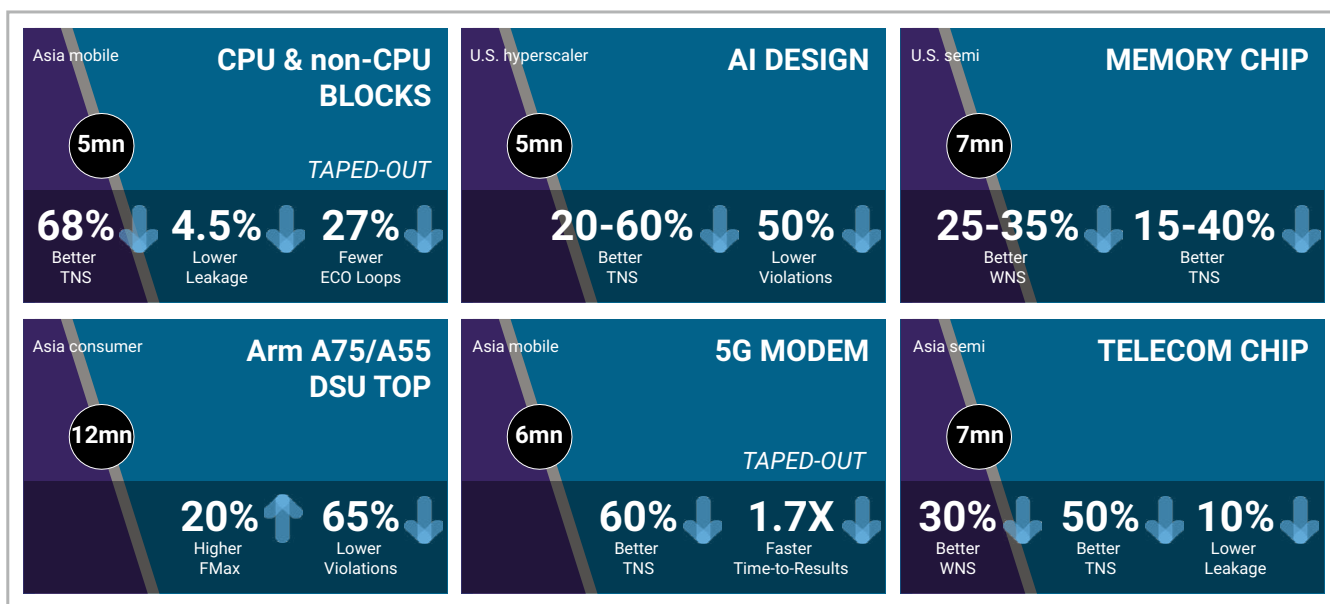 Asia mobile
CPU & non-CPU
BLOCKS
5mn
TAPED-OUT
68%
Better
TNS
4.5%
Lower
Leakage
27%
Fewer
ECO Loops
U.S. hyperscaler
AI DESIGN
5mn
20-60%
Better
TNS
50%
Lower
Violations
U.S. semi
MEMORY CHIP
7mn
25-35%
Better
WNS
15-40%
Better
TNS
Asia consumer
Arm A75/A55
DSU TOP
12mn
20%
Higher
FMax
65%
Lower
Violations
Asia mobile
5G MODEM
6mn
TAPED-OUT
60%
Better
TNS
1.7X
Faster
Time-to-Results
Asia semi
TELECOM CHIP
7mn
30%
Better
WNS
50%
Better
TNS
10%
Lower
Leakage